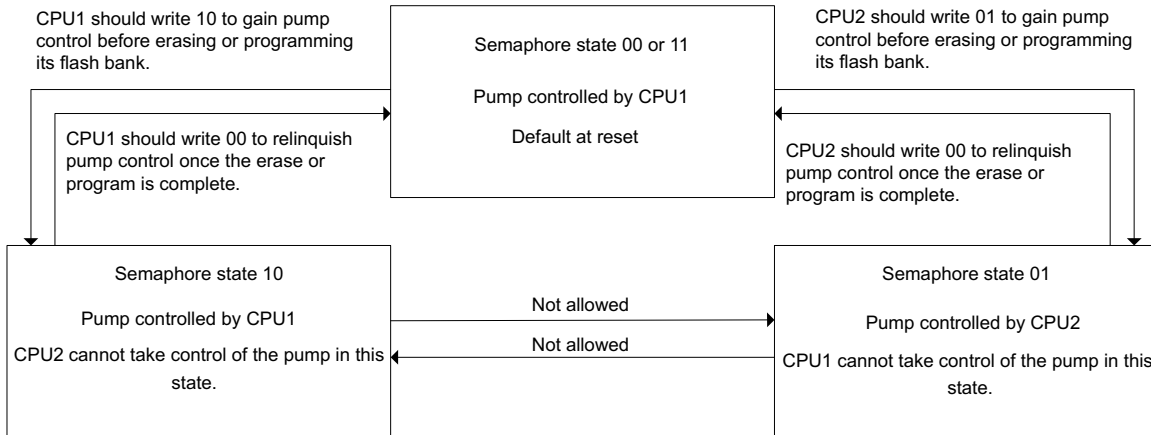 CPU1 should write 10 to gain pump
control before erasing or programming
its flash bank.
Semaphore state 00 or 11
Pump controlled by CPU1
Default at reset
CPU2 should write 01 to gain pump
control before erasing or programming
its flash bank.
CPU1 should write 00 to relinquish
pump control once the erase or
program is complete.
CPU2 should write 00 to relinquish
pump control once the erase or
program is complete.
Semaphore state 10
Pump controlled by CPU1
CPU2 cannot take control of the pump in this
state.
Not allowed
Not allowed
Semaphore state 01
Pump controlled by CPU2
CPU1 cannot take control of the pump in this
state.